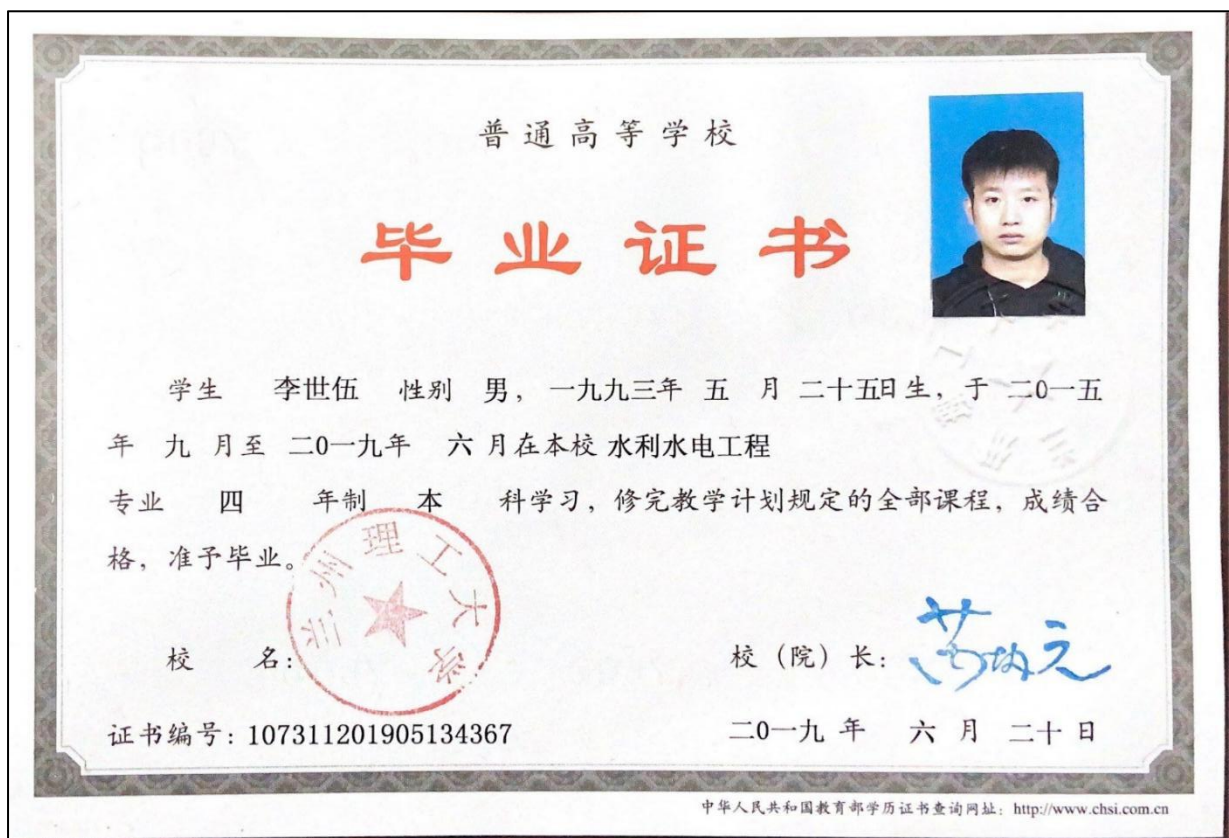 普通高等学校
毕业证书
学生 李世伍 性别 男，一九九三年 五 月 二十五日生，于 二0一五
年 九 月至 二0一九年 六 月在本校 水利水电工程
专业 四 年制 本 科学习，修完教学计划规定的全部课程，成绩合
格，准予毕业。
兰州理工大学
校 名：
校（院）长：
证书编号：107311201905134367
二0一九 年 六 月 二十 日
中华人民共和国教育部学历证书查询网址：http://www.chsi.com.cn